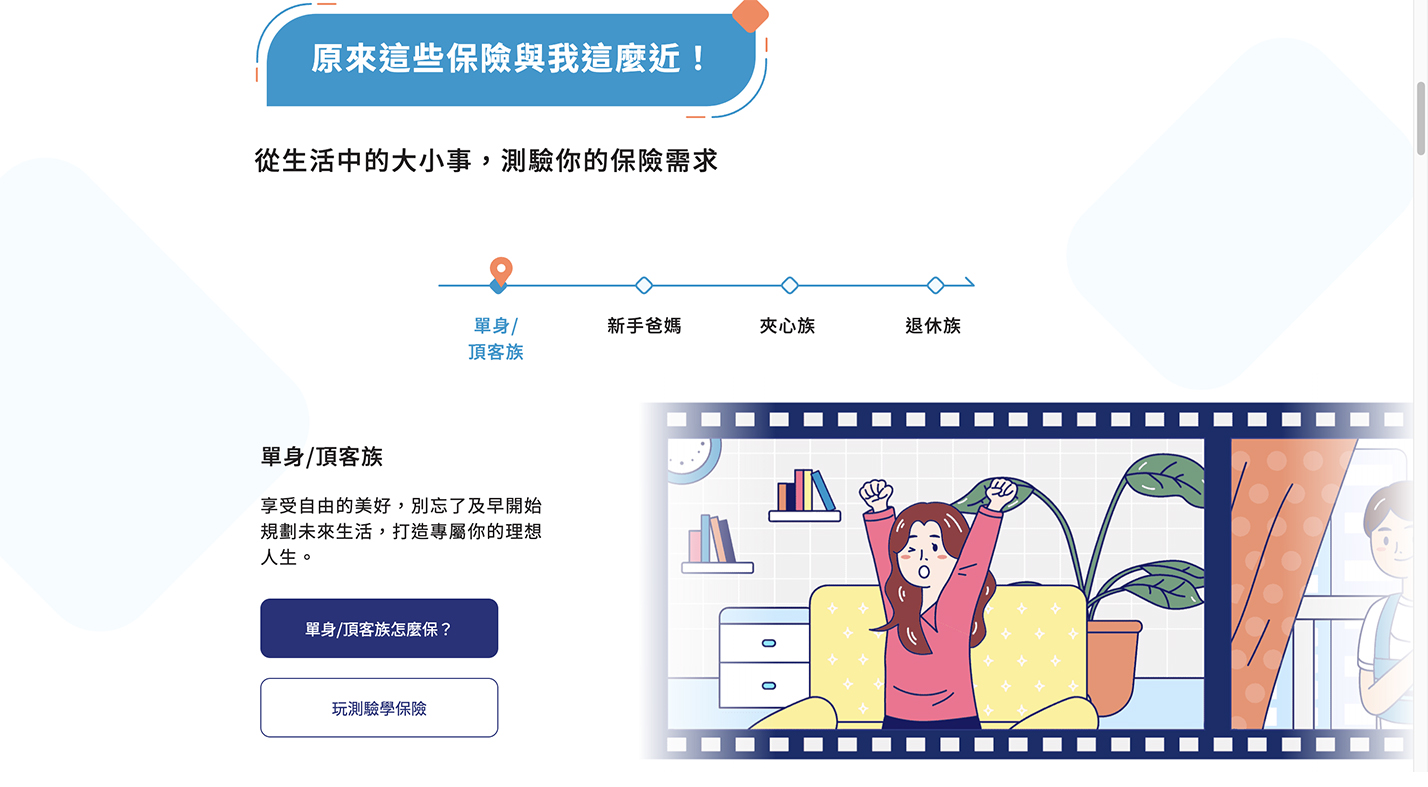 原來這些保險與我這麼近！
從生活中的大小事，測驗你的保險需求
單身/
頂客族
新手爸媽
夾心族
退休族
單身/頂客族
享受自由的美好，別忘了及早開始
規劃未來生活，打造專屬你的理想
人生。
單身/頂客族怎麼保？
玩測驗學保險